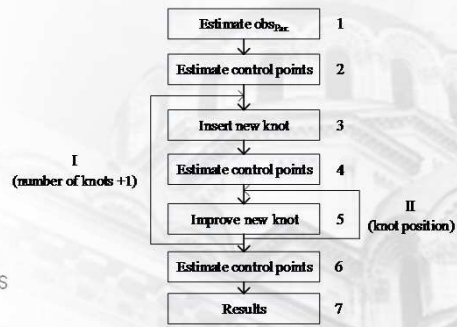 Estimate obsPar. 1
Estimate control points 2
Insert new knot 3
I
(number of knots +1)
Estimate control points 4
Improve new knot 5
II
(knot position)
Estimate control points 6
Results 7